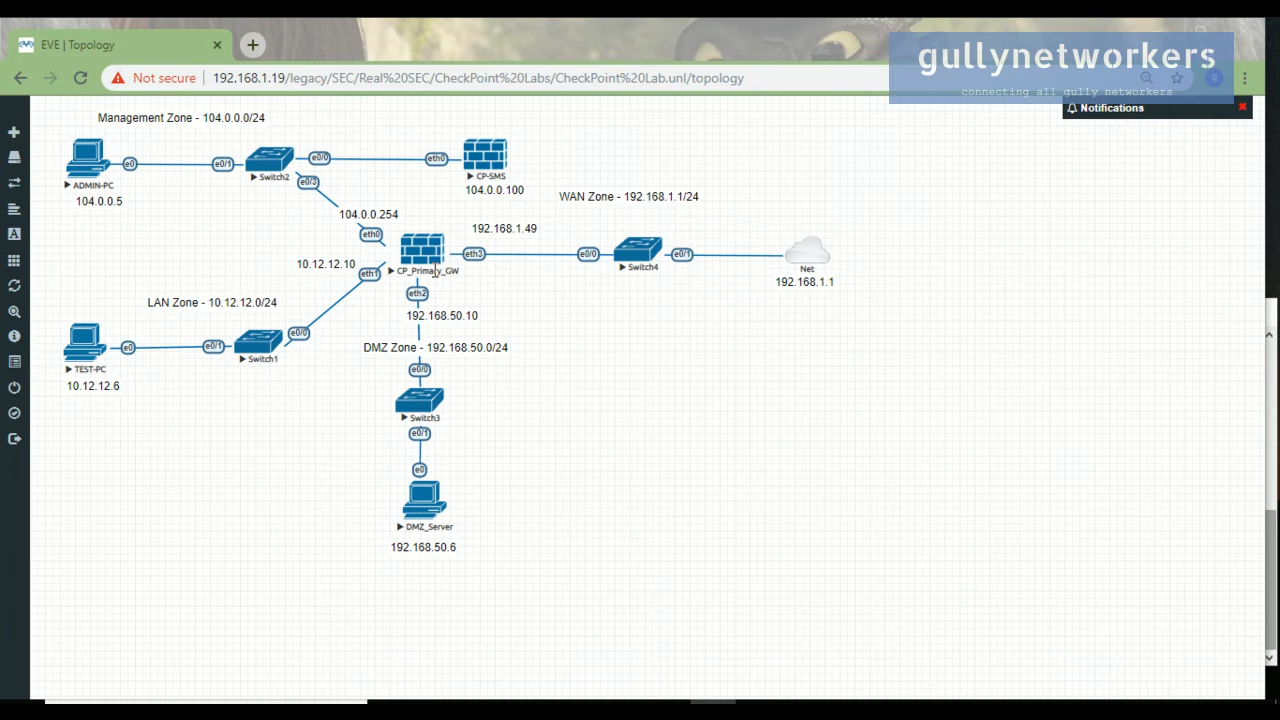 EVE | Topology
gullynetworkers
connecting all gully networkers
Not secure
192.168.1.19/legacy/SEC/Real%20SEC/CheckPoint%20Labs/CheckPoint%20Lab.unl/topology
g
Notifications
Management Zone - 104.0.0.0/24
e0
e0/1
e0/0
eth0
ADMIN-PC
Switch2
CP-SMS
e0/3
104.0.0.5
104.0.0.100
WAN Zone - 192.168.1.1/24
104.0.0.254
192.168.1.49
eth0
eth3
e0/0
e0/1
10.12.12.10
eth1
CP_Primary_GW
Switch4
Net
192.168.1.1
eth2
LAN Zone - 10.12.12.0/24
192.168.50.10
e0/0
DMZ Zone - 192.168.50.0/24
e0
e0/1
Switch1
TEST-PC
e0/0
10.12.12.6
Switch3
e0/1
e0
DMZ_Server
192.168.50.6